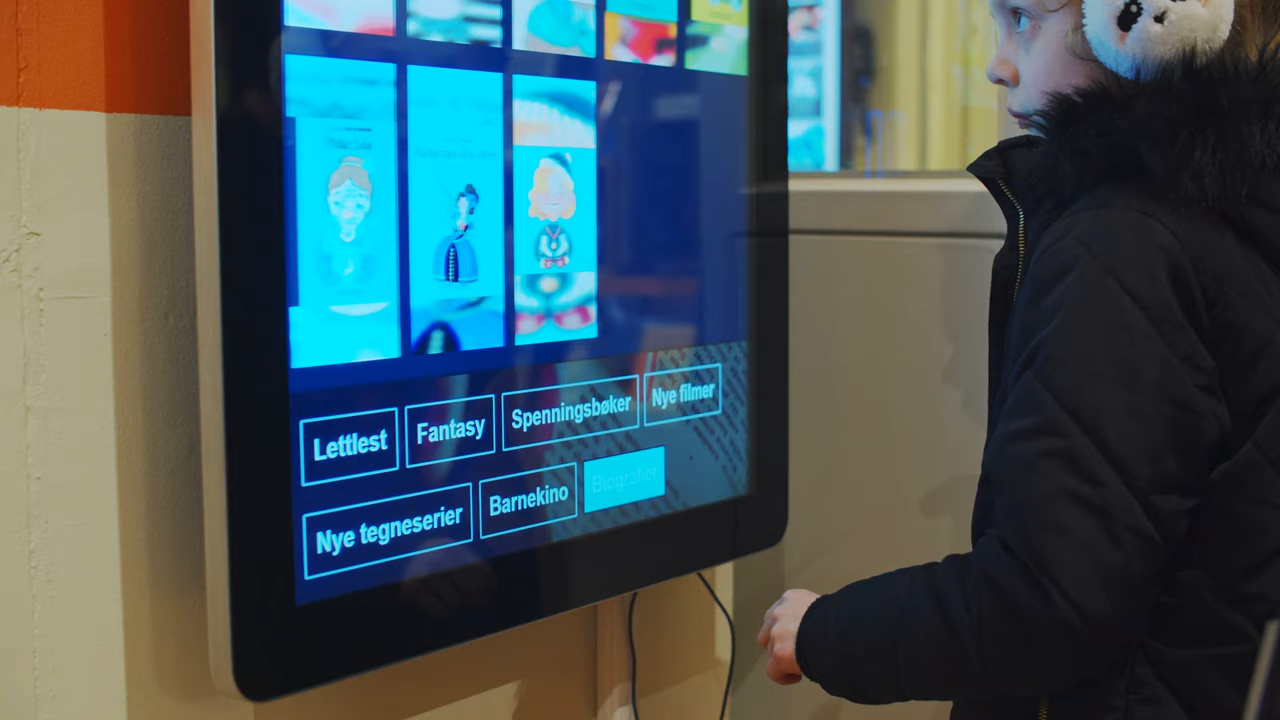 Lettlest
Fantasy
Spenningsbøker
Nye filmer
Nye tegneserier
Barnekino
Biografier